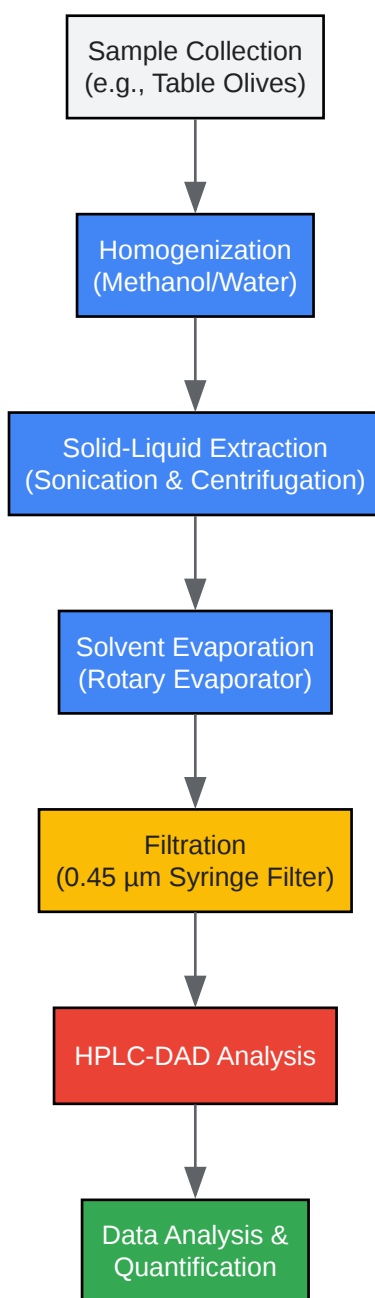 Sample Collection
(e.g., Table Olives)
Homogenization
(Methanol/Water)
Solid-Liquid Extraction
(Sonication & Centrifugation)
Solvent Evaporation
(Rotary Evaporator)
Filtration
(0.45 µm Syringe Filter)
HPLC-DAD Analysis
Data Analysis &
Quantification